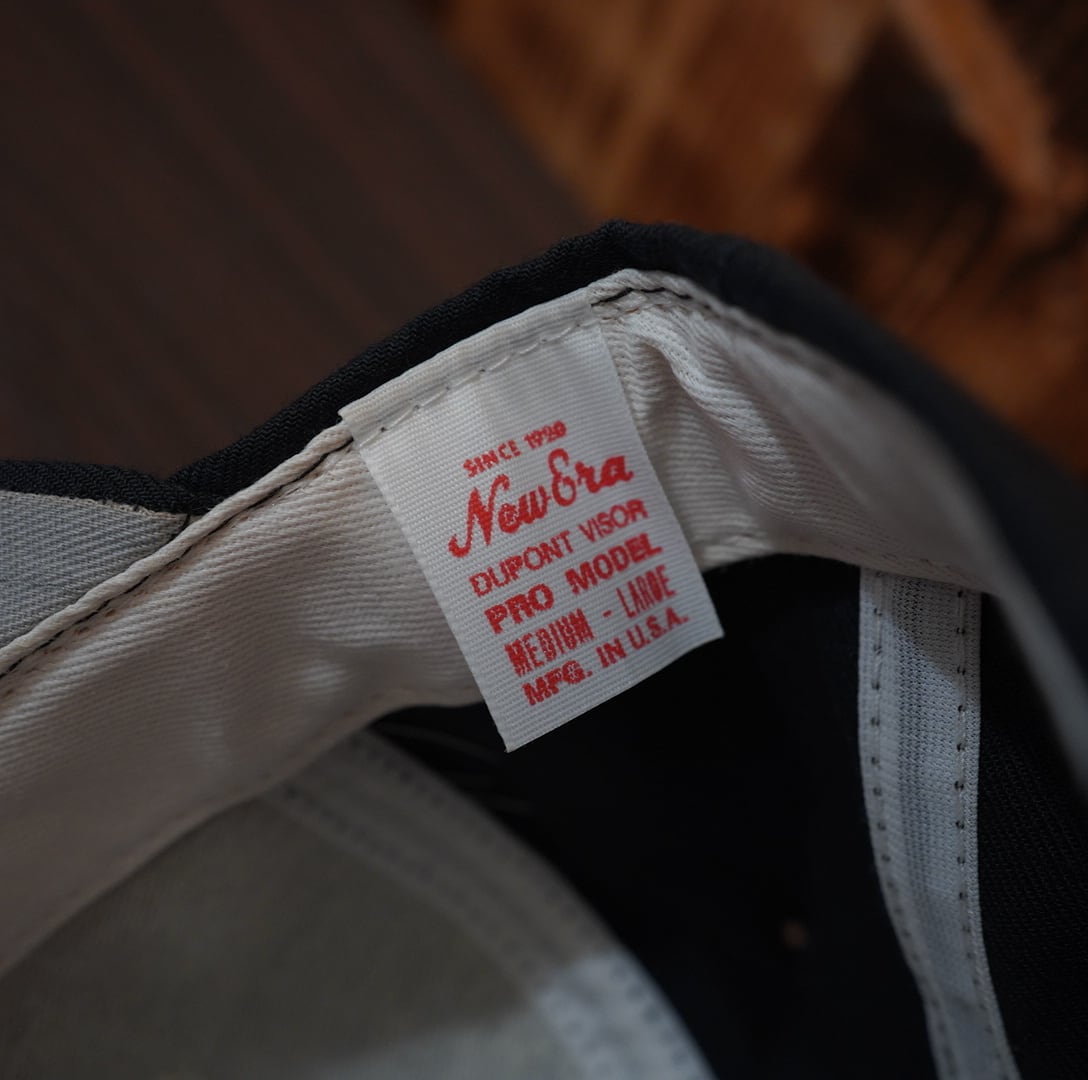 SINCE 1920
New Era
DUPONT VISOR
PRO MODEL
MEDIUM - LARGE
MFG. IN U.S.A.